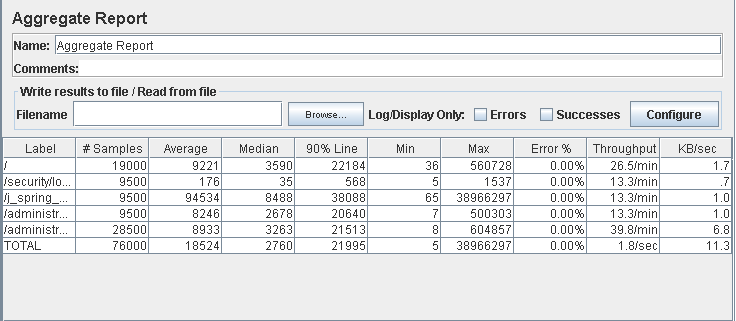 Aggregate Report
Name: Aggregate Report
Comments:
Write results to file / Read from file
Filename Browse... Log/Display Only: Errors Successes Configure
Label # Samples Average Median 90% Line Min Max Error % Throughput KB/sec
/ 19000 9221 3590 22184 36 560728 0.00% 26.5/min 1.7
/security/lo... 9500 176 35 568 5 1537 0.00% 13.3/min .7
/j_spring_... 9500 94534 8488 38088 65 38966297 0.00% 13.3/min 1.0
/administr... 9500 8246 2678 20640 7 500303 0.00% 13.3/min 1.0
/administr... 28500 8933 3263 21513 8 604857 0.00% 39.8/min 6.8
TOTAL 76000 18524 2760 21995 5 38966297 0.00% 1.8/sec 11.3